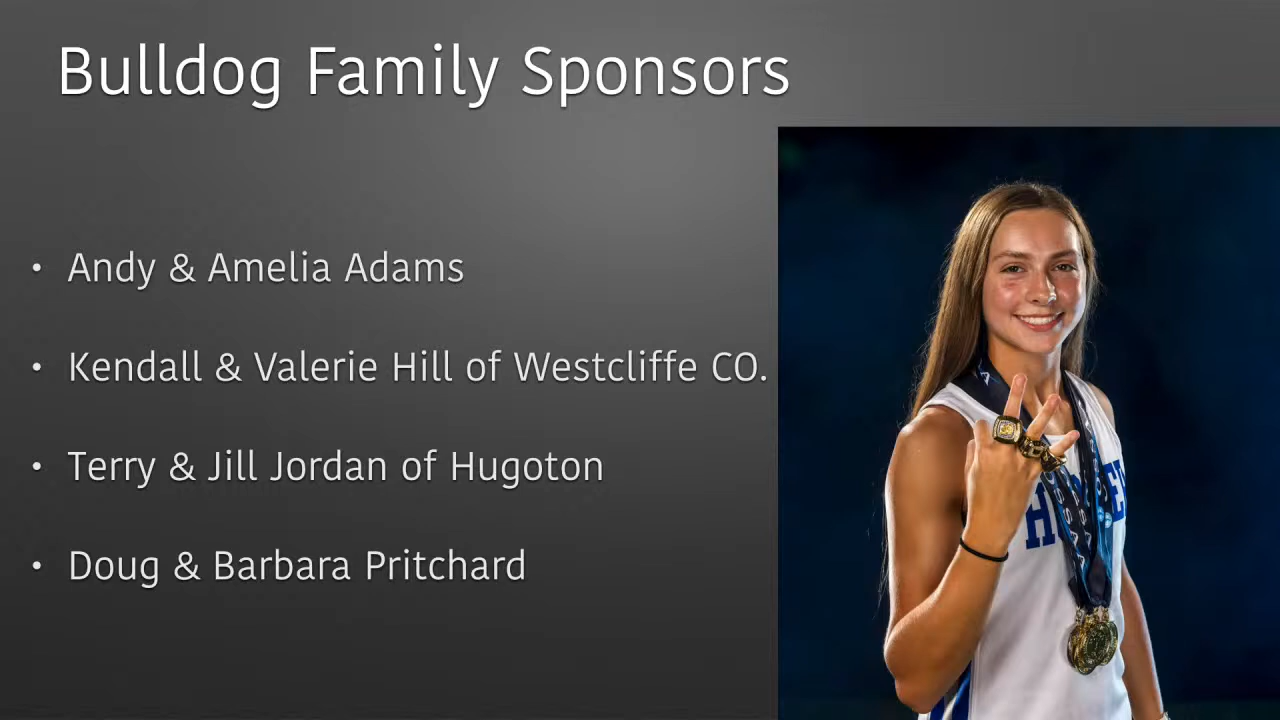 Bulldog Family Sponsors
• Andy & Amelia Adams
• Kendall & Valerie Hill of Westcliffe CO.
• Terry & Jill Jordan of Hugoton
• Doug & Barbara Pritchard